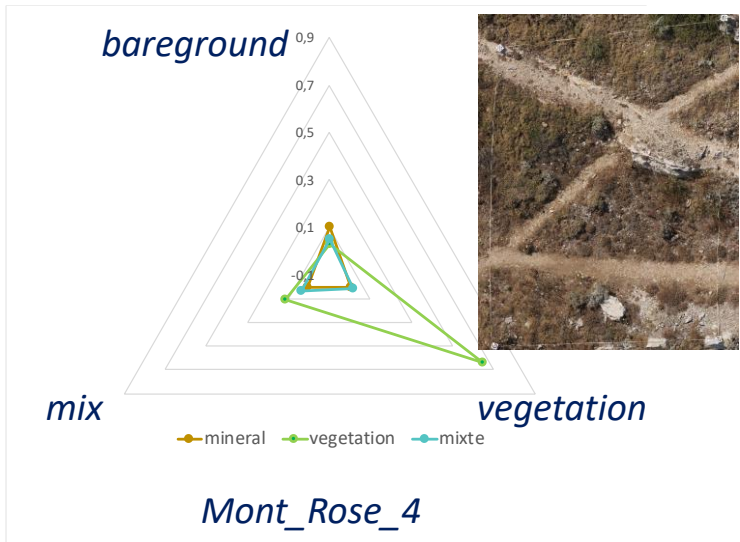 bareground
0,9
0,7
0,5
0,3
0,1
-0,1
mix
vegetation
mineral vegetation mixte
Mont_Rose_4